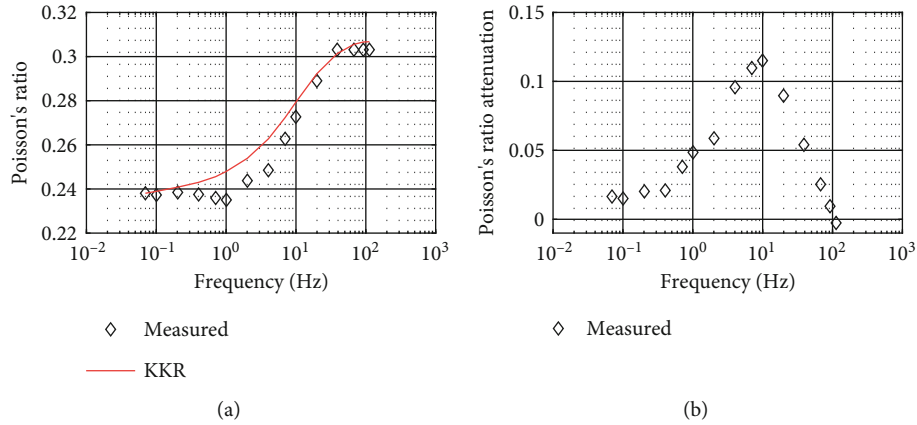 0.32
0.3
0.28
0.26
0.24
0.22
Poisson's ratio
10⁻² 10⁻¹ 10⁰ 10¹ 10² 10³
Frequency (Hz)
Measured
KKR
(a)
0.15
0.1
0.05
0
Poisson's ratio attenuation
10⁻² 10⁻¹ 10⁰ 10¹ 10² 10³
Frequency (Hz)
Measured
(b)